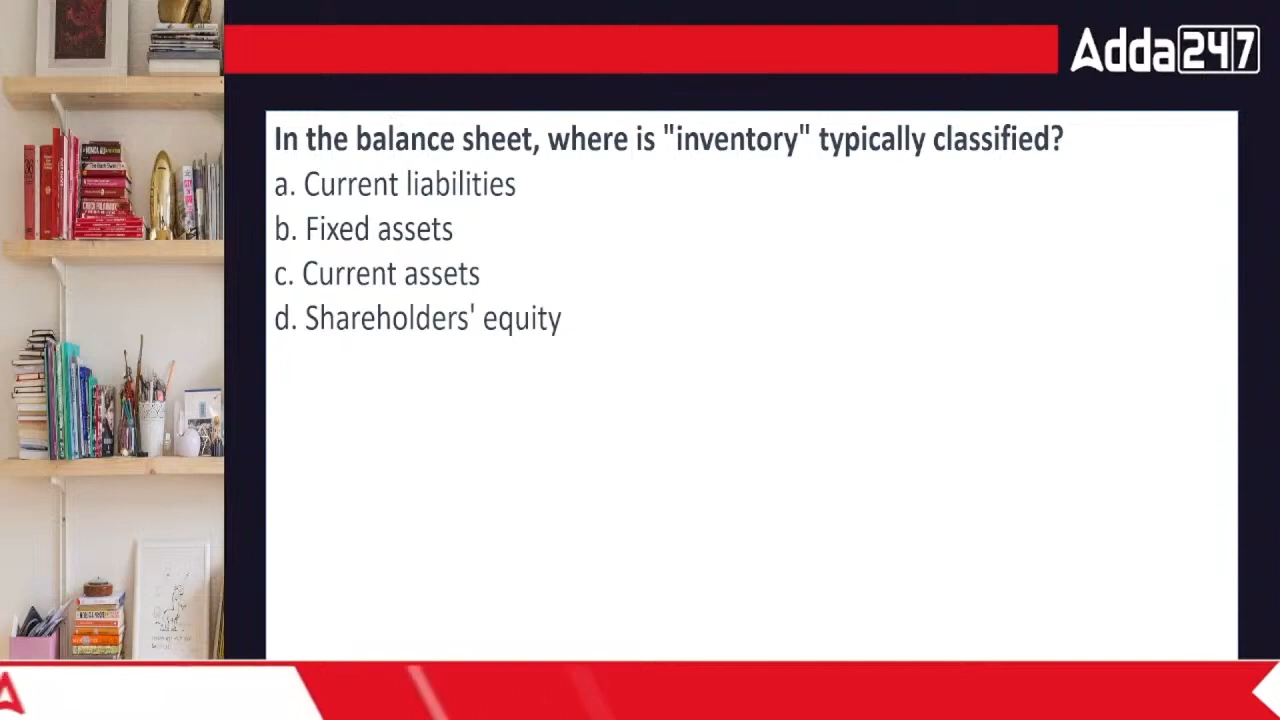 Adda247
In the balance sheet, where is "inventory" typically classified?
a. Current liabilities
b. Fixed assets
c. Current assets
d. Shareholders' equity